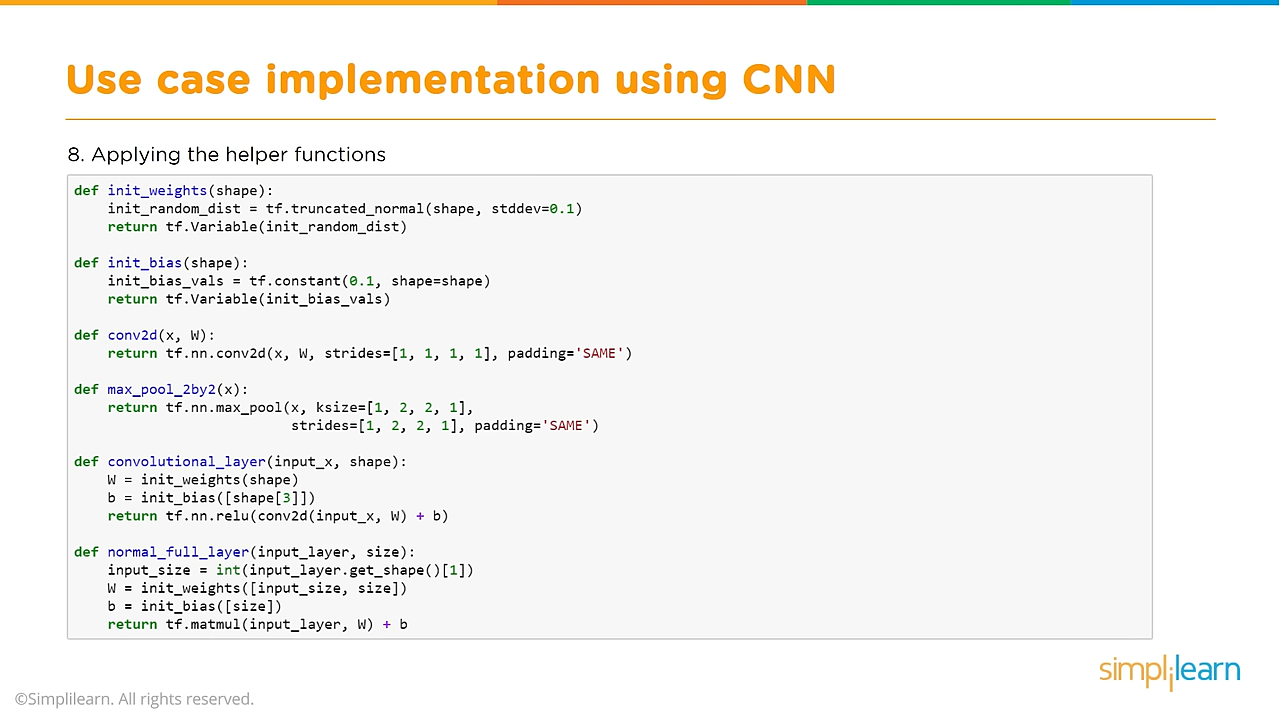 Use case implementation using CNN
8. Applying the helper functions
def init_weights(shape):
    init_random_dist = tf.truncated_normal(shape, stddev=0.1)
    return tf.Variable(init_random_dist)
def init_bias(shape):
    init_bias_vals = tf.constant(0.1, shape=shape)
    return tf.Variable(init_bias_vals)
def conv2d(x, W):
    return tf.nn.conv2d(x, W, strides=[1, 1, 1, 1], padding='SAME')
def max_pool_2by2(x):
    return tf.nn.max_pool(x, ksize=[1, 2, 2, 1],
                          strides=[1, 2, 2, 1], padding='SAME')
def convolutional_layer(input_x, shape):
    W = init_weights(shape)
    b = init_bias([shape[3]])
    return tf.nn.relu(conv2d(input_x, W) + b)
def normal_full_layer(input_layer, size):
    input_size = int(input_layer.get_shape()[1])
    W = init_weights([input_size, size])
    b = init_bias([size])
    return tf.matmul(input_layer, W) + b
simplilearn
©Simplilearn. All rights reserved.